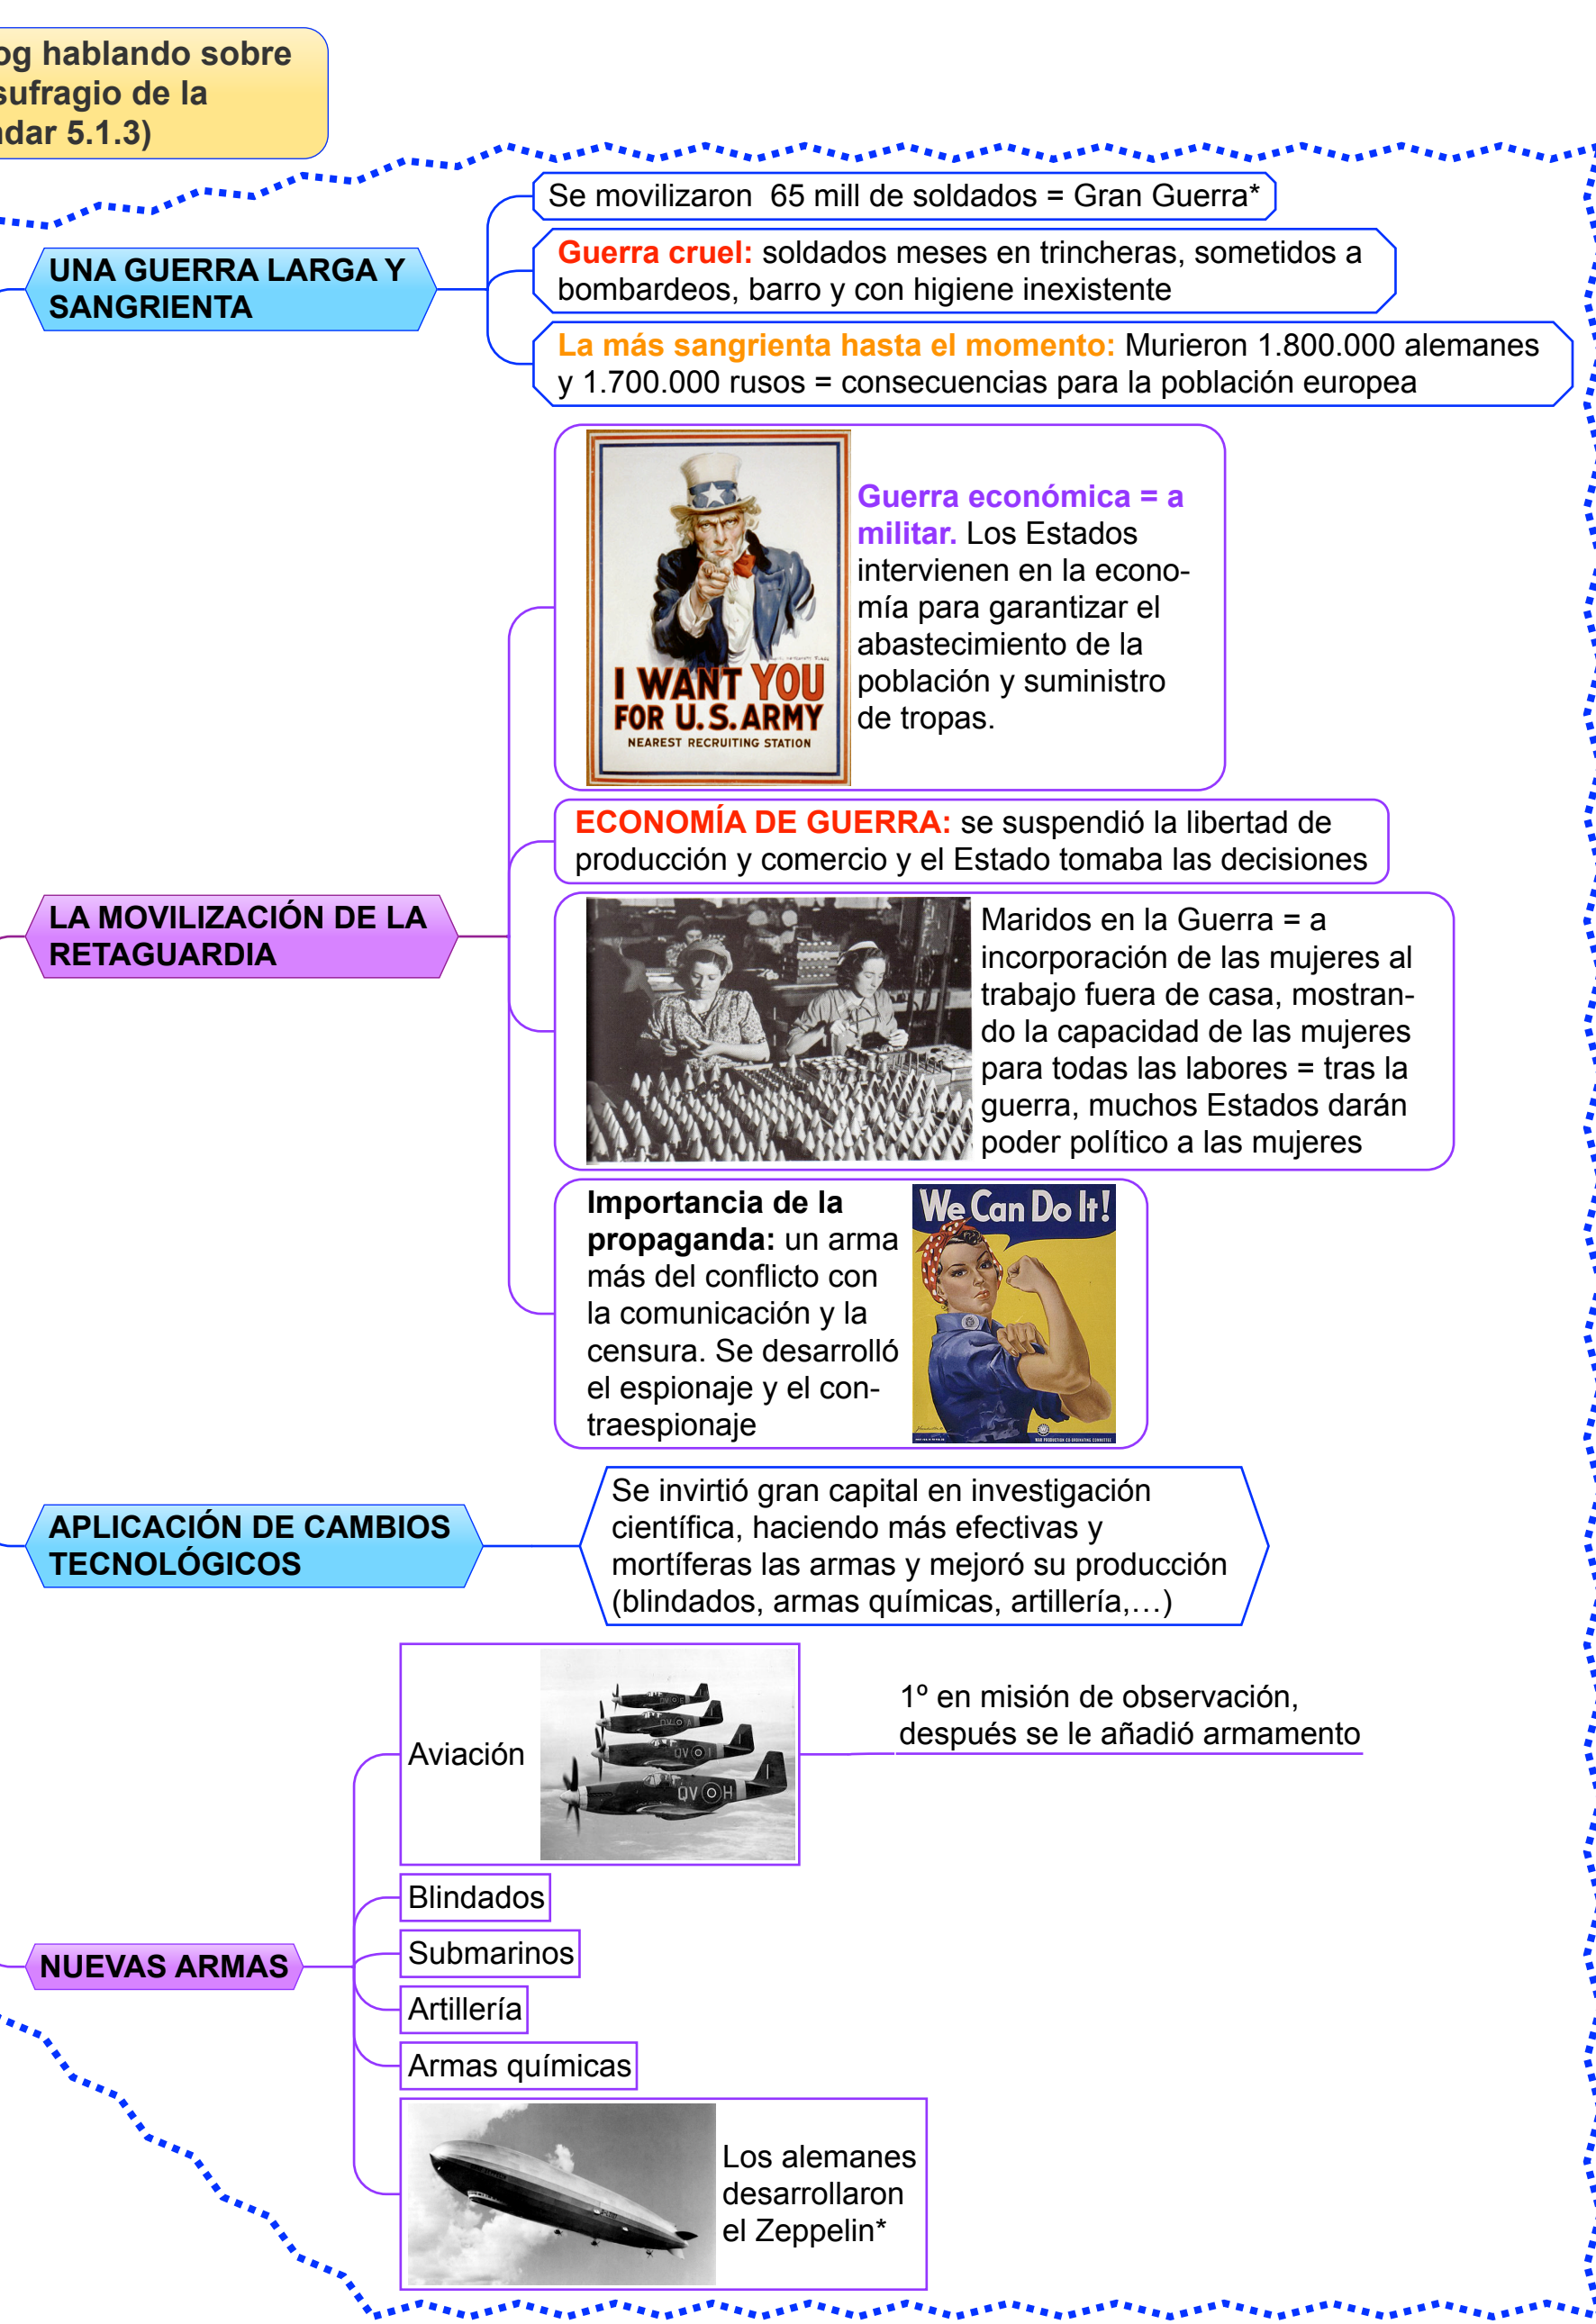 og hablando sobre
sufragio de la
ndar 5.1.3)
UNA GUERRA LARGA Y
SANGRIENTA
Se movilizaron  65 mill de soldados = Gran Guerra*
Guerra cruel: soldados meses en trincheras, sometidos a
bombardeos, barro y con higiene inexistente
La más sangrienta hasta el momento: Murieron 1.800.000 alemanes
y 1.700.000 rusos = consecuencias para la población europea
LA MOVILIZACIÓN DE LA
RETAGUARDIA
I WANT YOU
FOR U.S. ARMY
NEAREST RECRUITING STATION
Guerra económica = a
militar. Los Estados
intervienen en la econo-
mía para garantizar el
abastecimiento de la
población y suministro
de tropas.
ECONOMÍA DE GUERRA: se suspendió la libertad de
producción y comercio y el Estado tomaba las decisiones
Maridos en la Guerra = a
incorporación de las mujeres al
trabajo fuera de casa, mostran-
do la capacidad de las mujeres
para todas las labores = tras la
guerra, muchos Estados darán
poder político a las mujeres
Importancia de la
propaganda: un arma
más del conflicto con
la comunicación y la
censura. Se desarrolló
el espionaje y el con-
traespionaje
We Can Do It!
WAR PRODUCTION CO-ORDINATING COMMITTEE
APLICACIÓN DE CAMBIOS
TECNOLÓGICOS
Se invirtió gran capital en investigación
científica, haciendo más efectivas y
mortíferas las armas y mejoró su producción
(blindados, armas químicas, artillería,…)
NUEVAS ARMAS
Aviación
QV A
QV I
QV H
1º en misión de observación,
después se le añadió armamento
Blindados
Submarinos
Artillería
Armas químicas
Los alemanes
desarrollaron
el Zeppelin*